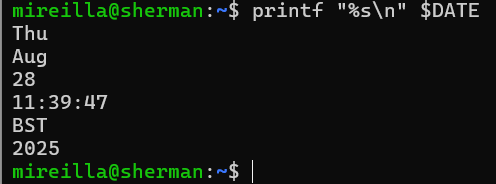 mireilla@sherman:~$ printf "%s\n" $DATE
Thu
Aug
28
11:39:47
BST
2025
mireilla@sherman:~$